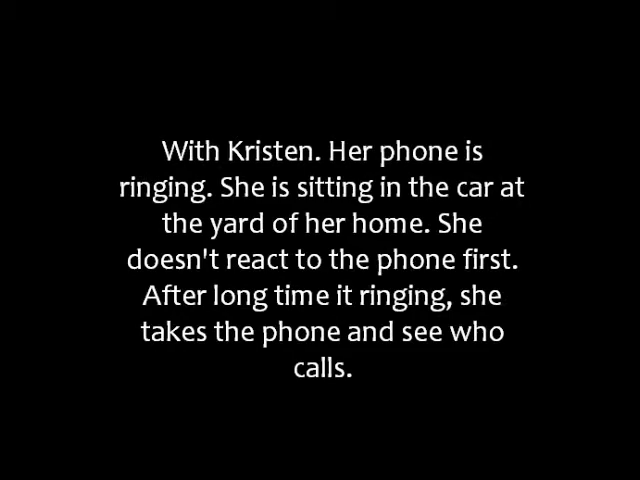 With Kristen. Her phone is
ringing. She is sitting in the car at
the yard of her home. She
doesn't react to the phone first.
After long time it ringing, she
takes the phone and see who
calls.